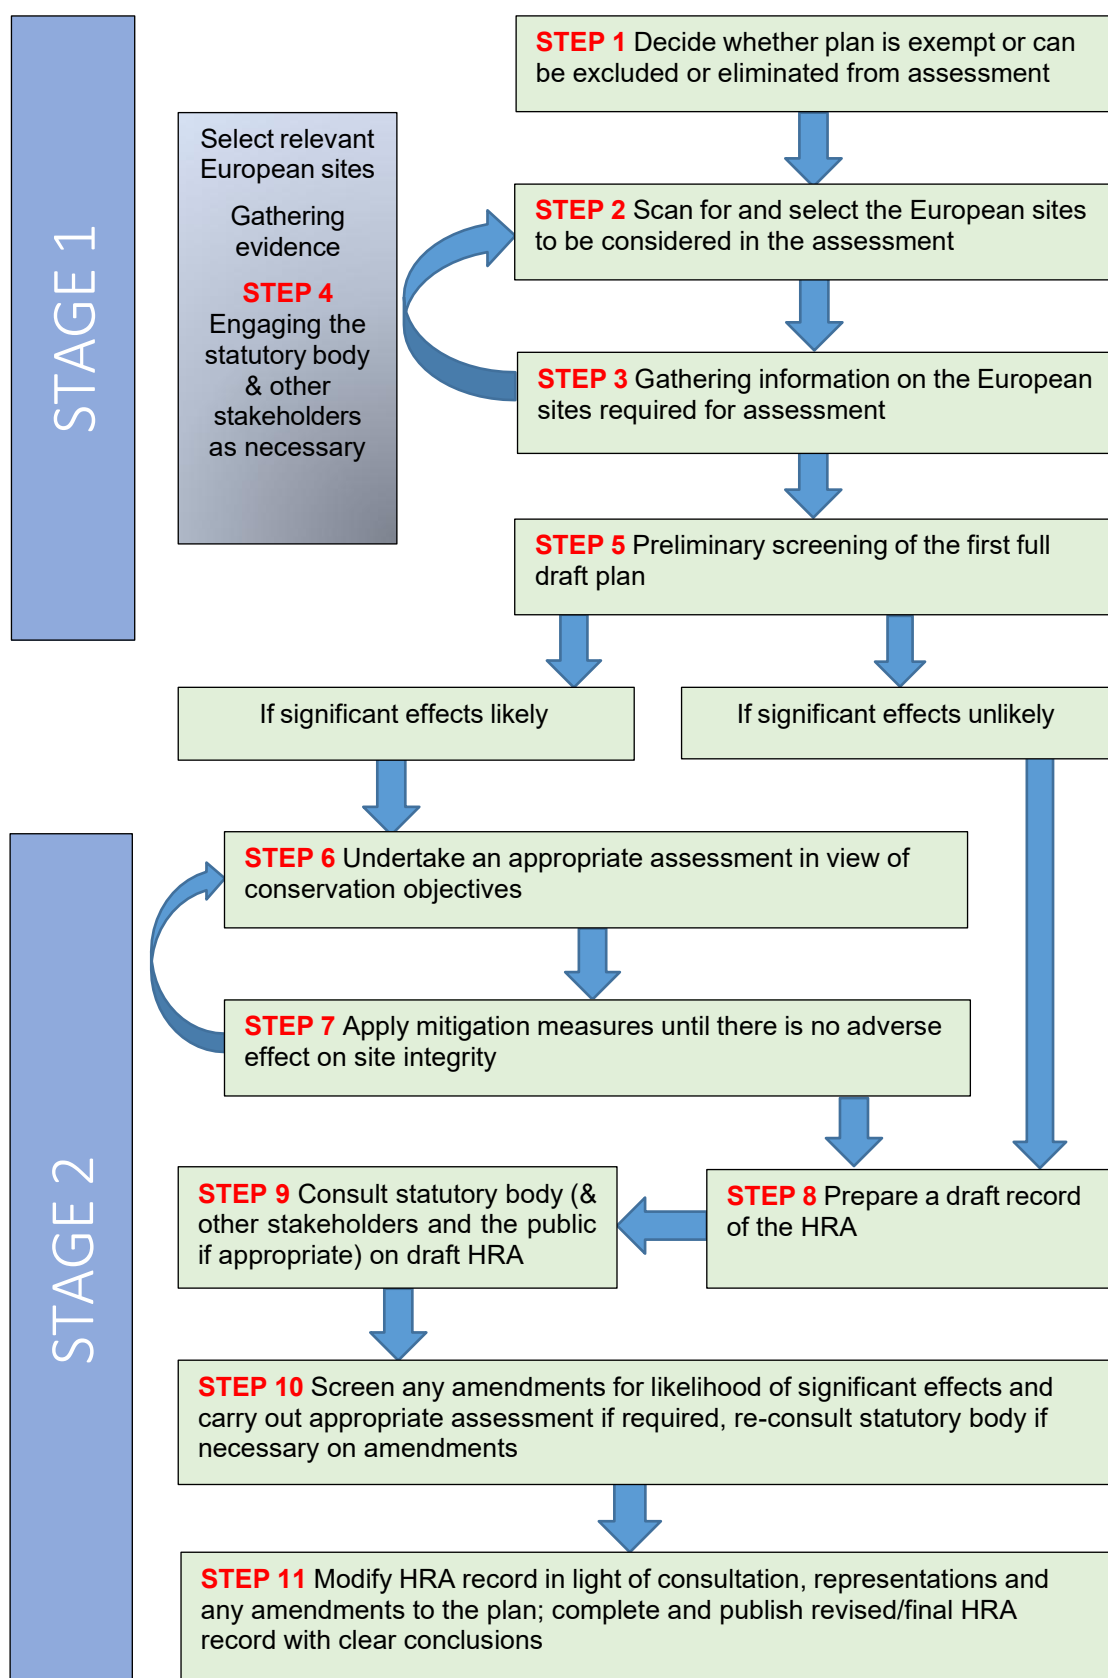 STAGE 1
STEP 1 Decide whether plan is exempt or can
be excluded or eliminated from assessment
Select relevant
European sites
Gathering
evidence
STEP 4
Engaging the
statutory body
& other
stakeholders
as necessary
STEP 2 Scan for and select the European sites
to be considered in the assessment
STEP 3 Gathering information on the European
sites required for assessment
STEP 5 Preliminary screening of the first full
draft plan
If significant effects likely
If significant effects unlikely
STAGE 2
STEP 6 Undertake an appropriate assessment in view of
conservation objectives
STEP 7 Apply mitigation measures until there is no adverse
effect on site integrity
STEP 8 Prepare a draft record
of the HRA
STEP 9 Consult statutory body (&
other stakeholders and the public
if appropriate) on draft HRA
STEP 10 Screen any amendments for likelihood of significant effects and
carry out appropriate assessment if required, re-consult statutory body if
necessary on amendments
STEP 11 Modify HRA record in light of consultation, representations and
any amendments to the plan; complete and publish revised/final HRA
record with clear conclusions